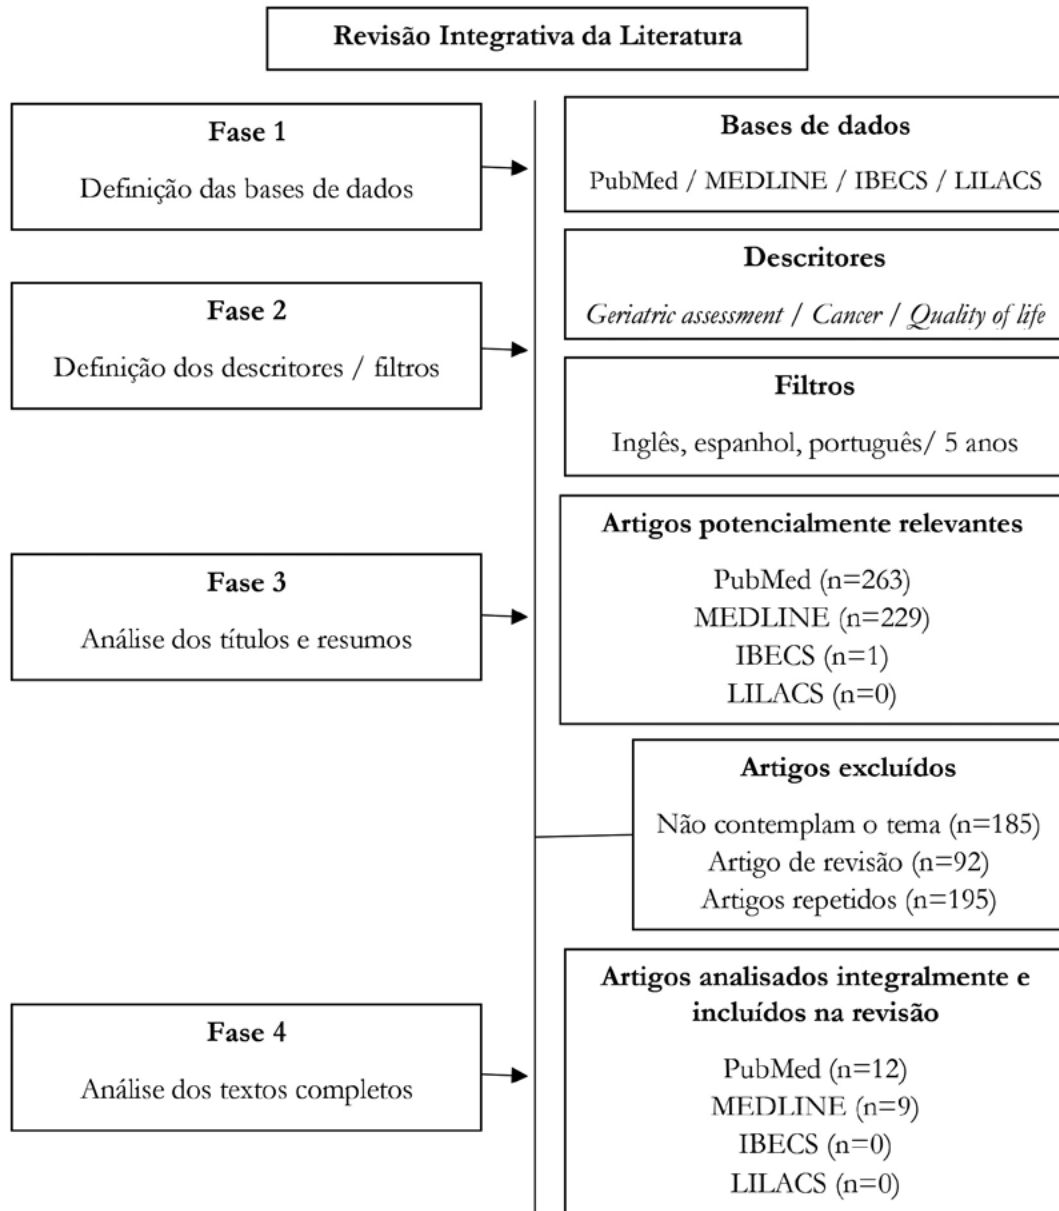 Revisão Integrativa da Literatura
Fase 1
Definição das bases de dados
Bases de dados
PubMed / MEDLINE / IBECS / LILACS
Fase 2
Definição dos descritores / filtros
Descritores
Geriatric assessment / Cancer / Quality of life
Filtros
Inglês, espanhol, português/ 5 anos
Fase 3
Análise dos títulos e resumos
Artigos potencialmente relevantes
PubMed (n=263)
MEDLINE (n=229)
IBECS (n=1)
LILACS (n=0)
Artigos excluídos
Não contemplam o tema (n=185)
Artigo de revisão (n=92)
Artigos repetidos (n=195)
Fase 4
Análise dos textos completos
Artigos analisados integralmente e
incluídos na revisão
PubMed (n=12)
MEDLINE (n=9)
IBECS (n=0)
LILACS (n=0)